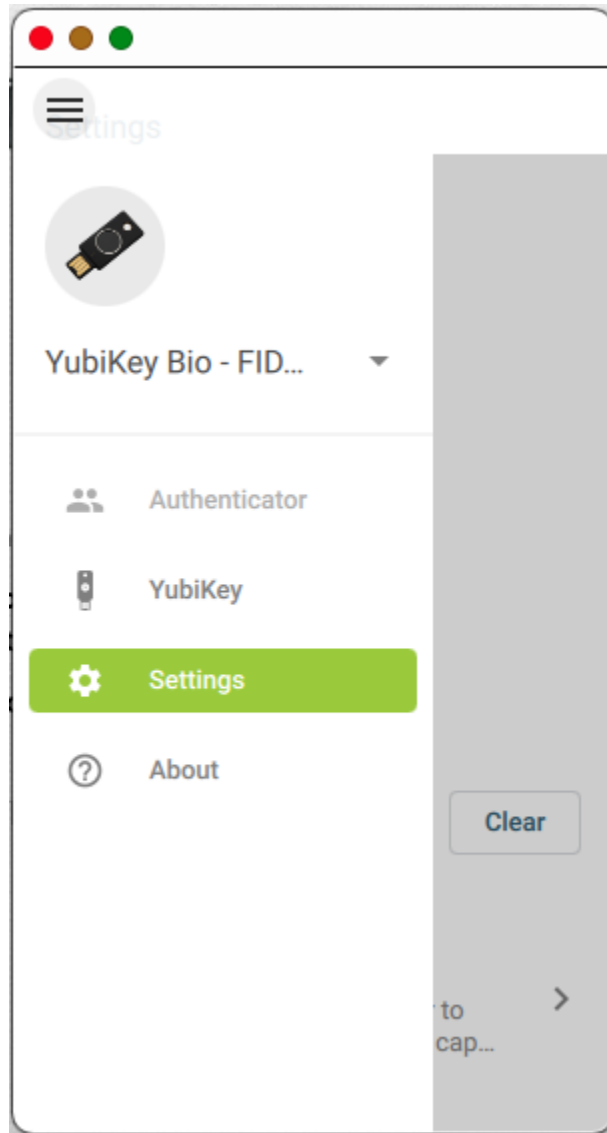 Settings
YubiKey Bio - FID...
Authenticator
YubiKey
Settings
About
Clear
to
cap...